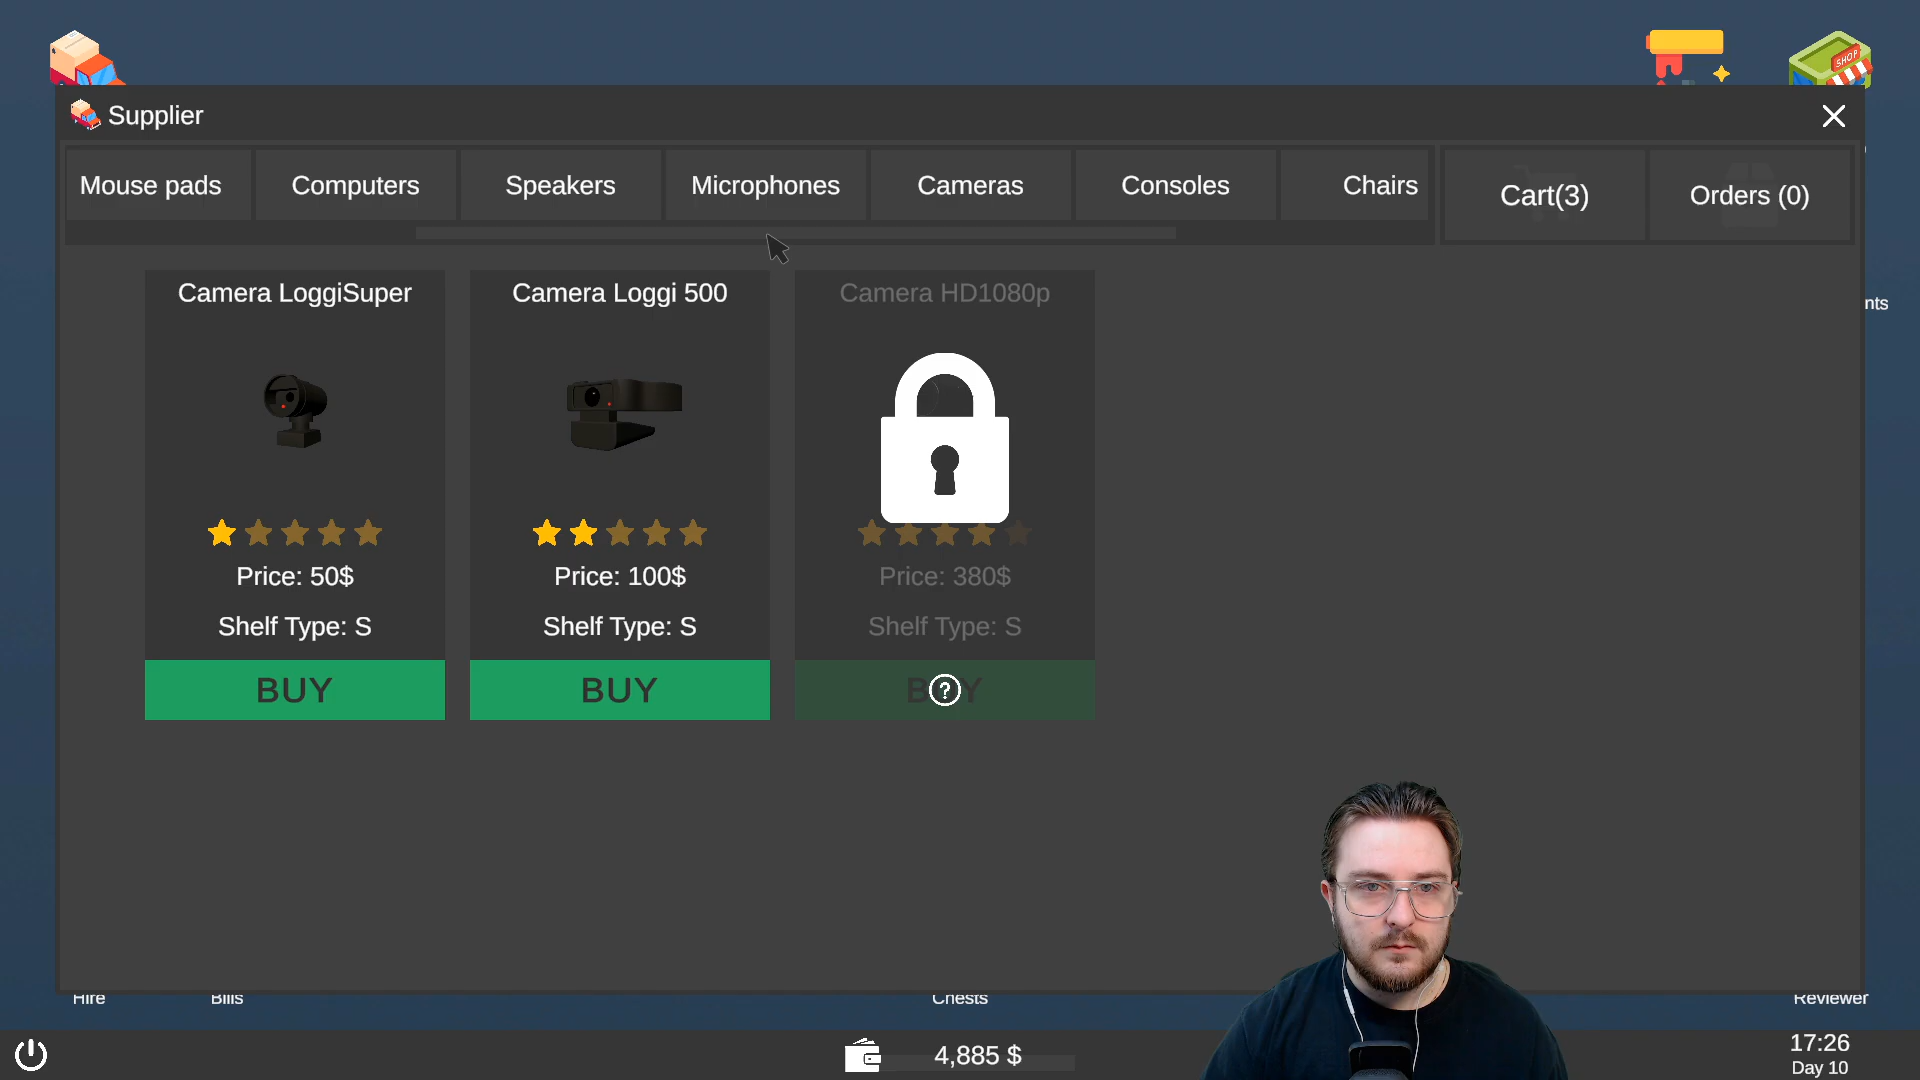 SHOP
Supplier
Mouse pads
Computers
Speakers
Microphones
Cameras
Consoles
Chairs
Cart(3)
Orders (0)
Camera LoggiSuper
Camera Loggi 500
Camera HD1080p
nts
Price: 50$
Price: 100$
Price: 380$
Shelf Type: S
Shelf Type: S
Shelf Type: S
BUY
BUY
BUY
?
Hire
Bills
Chests
Reviewer
4,885 $
17:26
Day 10